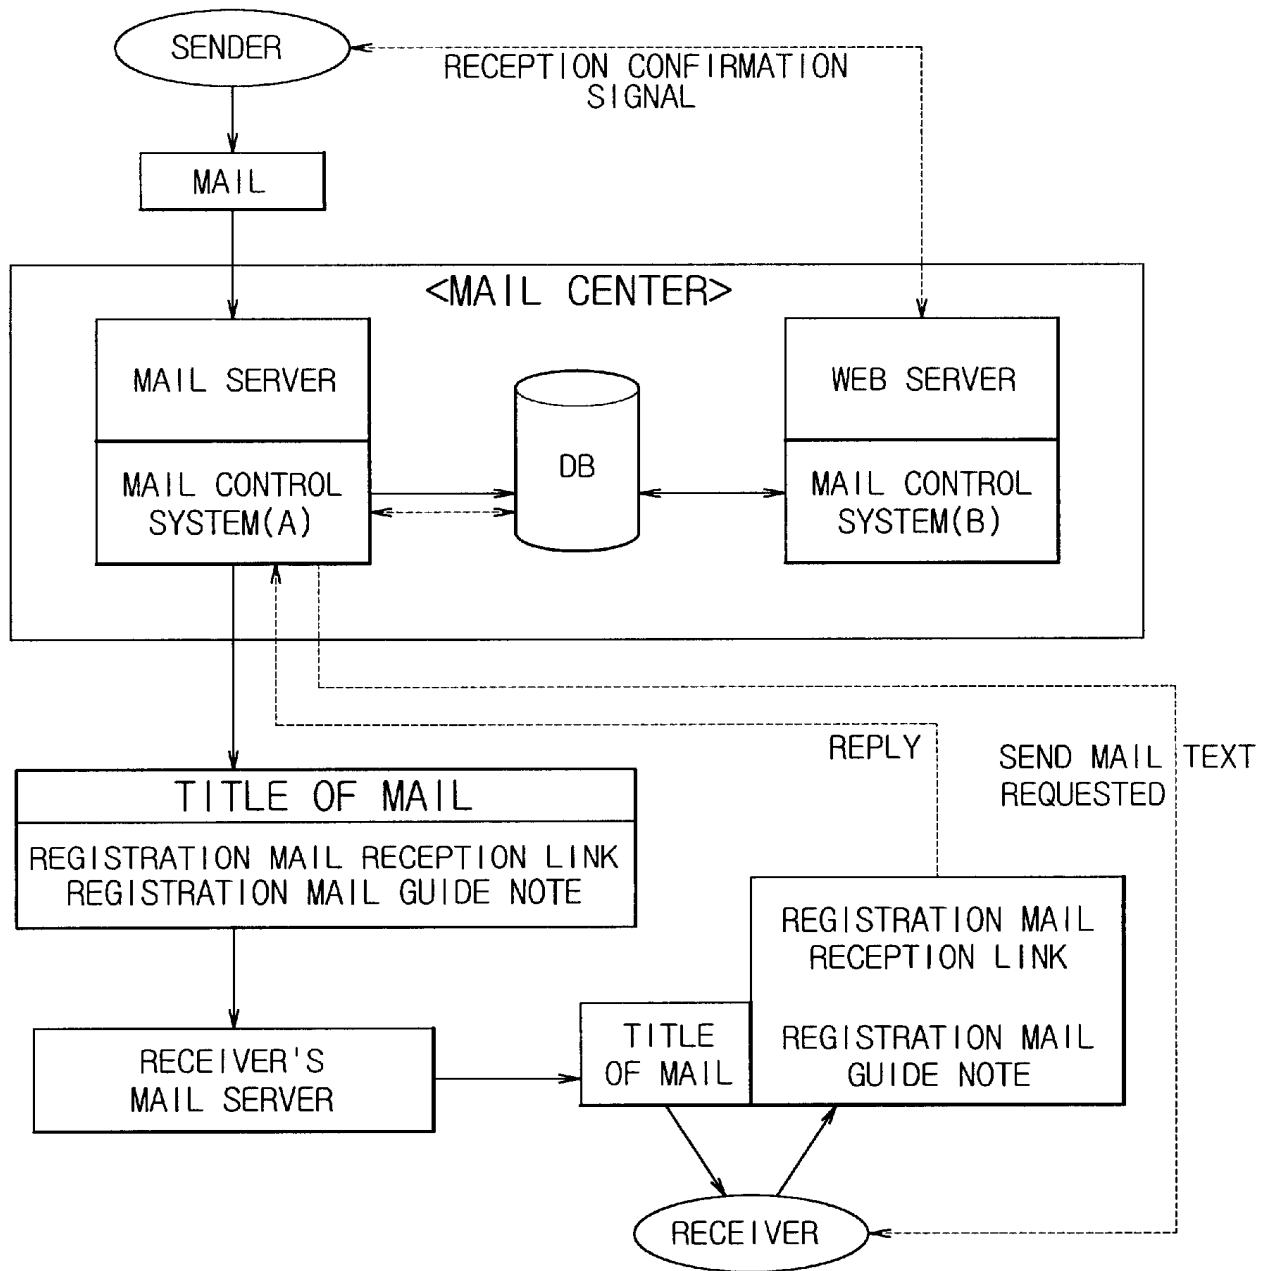 SENDER
RECEPTION CONFIRMATION
SIGNAL
MAIL
<MAIL CENTER>
MAIL SERVER
WEB SERVER
DB
MAIL CONTROL
SYSTEM(A)
MAIL CONTROL
SYSTEM(B)
REPLY
SEND MAIL TEXT
REQUESTED
TITLE OF MAIL
REGISTRATION MAIL RECEPTION LINK
REGISTRATION MAIL GUIDE NOTE
REGISTRATION MAIL
RECEPTION LINK
REGISTRATION MAIL
GUIDE NOTE
TITLE
OF MAIL
RECEIVER'S
MAIL SERVER
RECEIVER